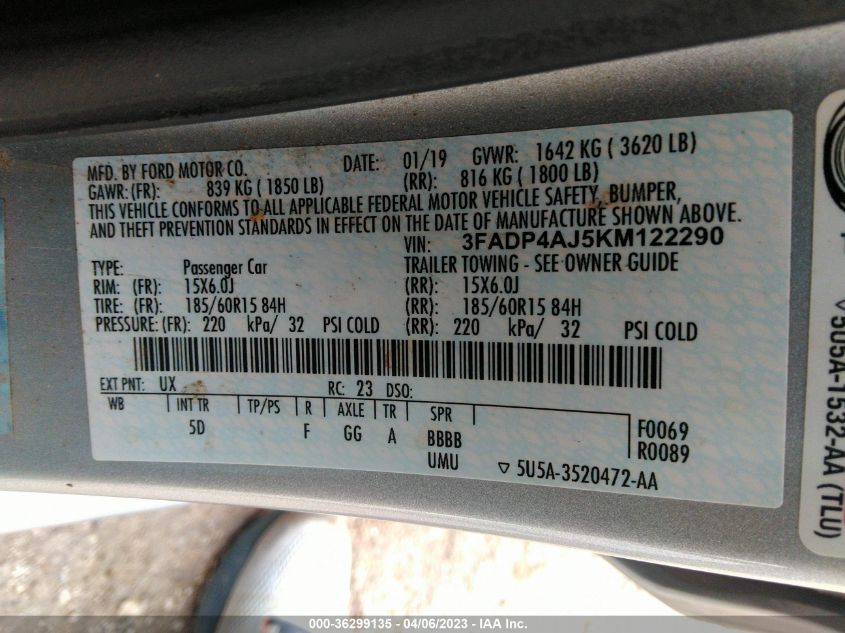 MFD. BY FORD MOTOR CO. DATE: 01/19 GVWR: 1642 KG ( 3620 LB)
GAWR: (FR): 839 KG ( 1850 LB) (RR): 816 KG ( 1800 LB)
THIS VEHICLE CONFORMS TO ALL APPLICABLE FEDERAL MOTOR VEHICLE SAFETY, BUMPER,
AND THEFT PREVENTION STANDARDS IN EFFECT ON THE DATE OF MANUFACTURE SHOWN ABOVE.
VIN: 3FADP4AJ5KM122290
TYPE: Passenger Car TRAILER TOWING - SEE OWNER GUIDE
RIM: (FR): 15X6.0J (RR): 15X6.0J
TIRE: (FR): 185/60R15 84H (RR): 185/60R15 84H
PRESSURE: (FR): 220 kPa/ 32 PSI COLD (RR): 220 kPa/ 32 PSI COLD
EXT PNT: UX RC: 23 DSO:
WB INT TR TP/PS R AXLE TR SPR
5D F GG A BBBB F0069
UMU R0089
5U5A-3520472-AA
5U5A-1532-AA (TLU)
000-36299135 - 04/06/2023 - IAA Inc.